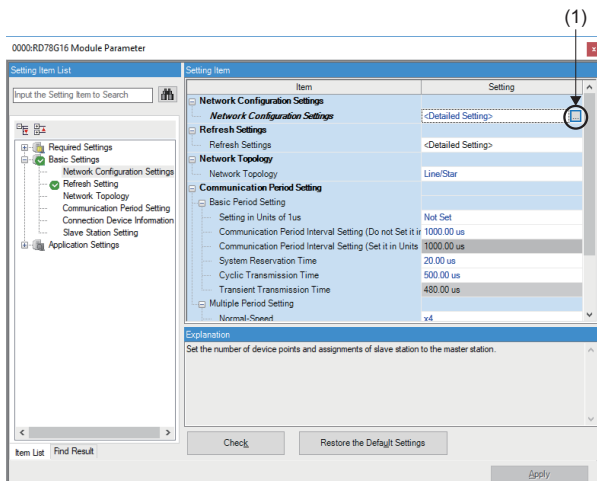 (1)
0000:RD78G16 Module Parameter
x
Setting Item List
Input the Setting Item to Search
Required Settings
Basic Settings
Network Configuration Settings
Refresh Setting
Network Topology
Communication Period Setting
Connection Device Information
Slave Station Setting
Application Settings
Item List
Find Result
Setting Item
Item Setting
Network Configuration Settings
Network Configuration Settings <Detailed Setting> ...
Refresh Settings
Refresh Settings <Detailed Setting>
Network Topology
Network Topology Line/Star
Communication Period Setting
Basic Period Setting
Setting in Units of 1us Not Set
Communication Period Interval Setting (Do not Set it ir 1000.00 us
Communication Period Interval Setting (Set it in Units 1000.00 us
System Reservation Time 20.00 us
Cyclic Transmission Time 500.00 us
Transient Transmission Time 480.00 us
Multiple Period Setting
Normal-Speed x4
Explanation
Set the number of device points and assignments of slave station to the master station.
Check
Restore the Default Settings
Apply